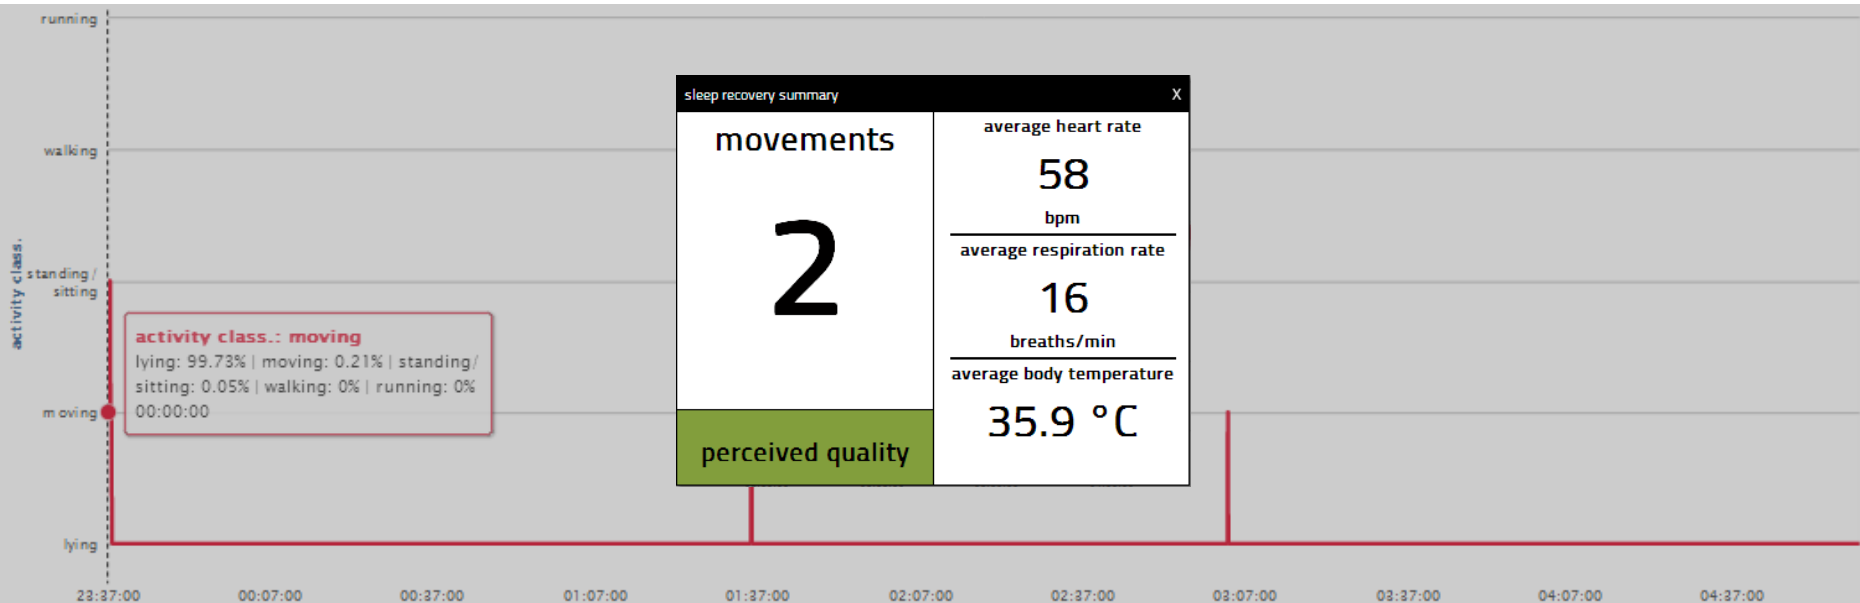 running
walking
standing/
sitting
moving
lying
activity class.
activity class.: moving
lying: 99.73% | moving: 0.21% | standing/
sitting: 0.05% | walking: 0% | running: 0%
00:00:00
sleep recovery summary X
movements
2
perceived quality
average heart rate
58
bpm
average respiration rate
16
breaths/min
average body temperature
35.9 °C
23:37:00 00:07:00 00:37:00 01:07:00 01:37:00 02:07:00 02:37:00 03:07:00 03:37:00 04:07:00 04:37:00